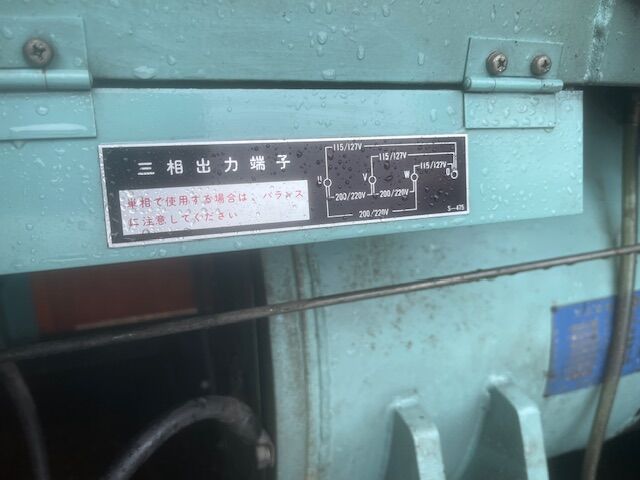 三相出力端子
単相で使用する場合は、バランス
に注意してください
115/127V
115/127V
115/127V
U
V
W
O
200/220V
200/220V
200/220V
S-475